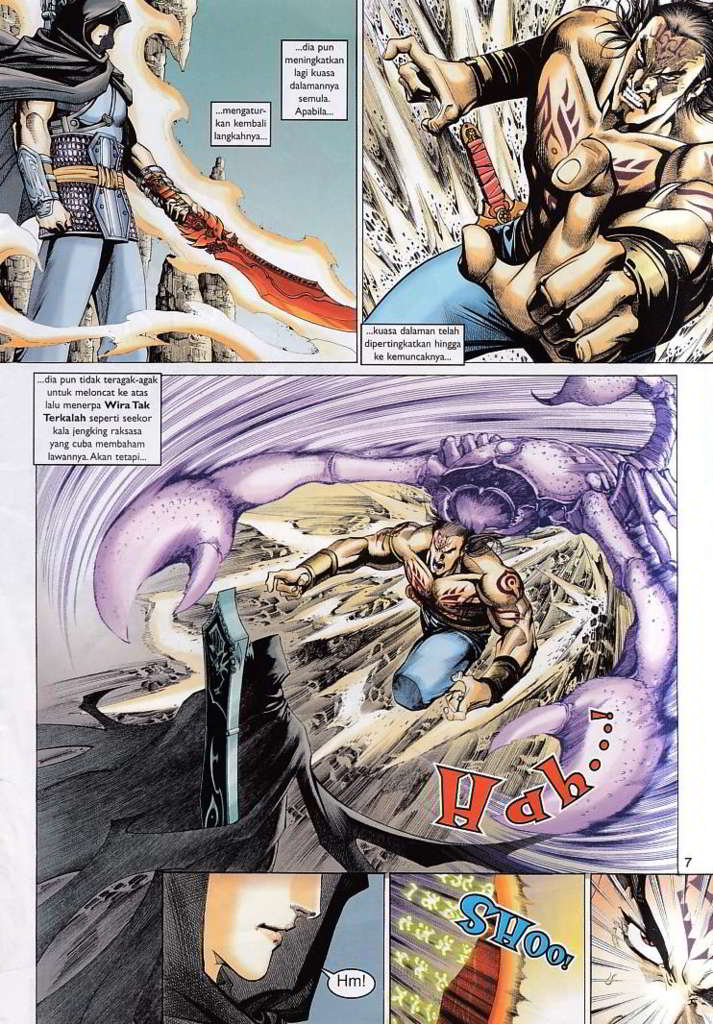 ...mengatur-
kan kembali
langkahnya...
...dia pun
meningkatkan
lagi kuasa
dalamannya
semula.
Apabila...
...kuasa dalaman telah
dipertingkatkan hingga
ke kemuncaknya...
...dia pun tidak teragak-agak
untuk meloncat ke atas
lalu menerpa Wira Tak
Terkalah seperti seekor
kala jengking raksasa
yang cuba membaham
lawannya. Akan tetapi...
Hah...!
7
Hm!
SHOO!